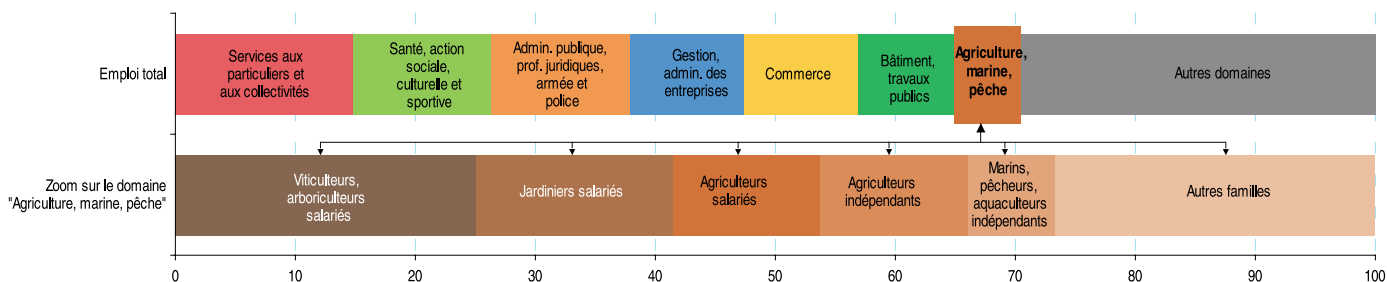 Emploi total
Services aux
particuliers et
aux collectivités
Santé, action
sociale,
culturelle et
sportive
Admin. publique,
prof. juridiques,
armée et
police
Gestion,
admin. des
entreprises
Commerce
Bâtiment,
travaux
publics
Agriculture,
marine,
pêche
Autres domaines
Zoom sur le domaine
"Agriculture, marine, pêche"
Viticulteurs,
arboriculteurs
salariés
Jardiniers salariés
Agriculteurs
salariés
Agriculteurs
indépendants
Marins,
pêcheurs,
aquaculteurs
indépendants
Autres familles
0 10 20 30 40 50 60 70 80 90 100